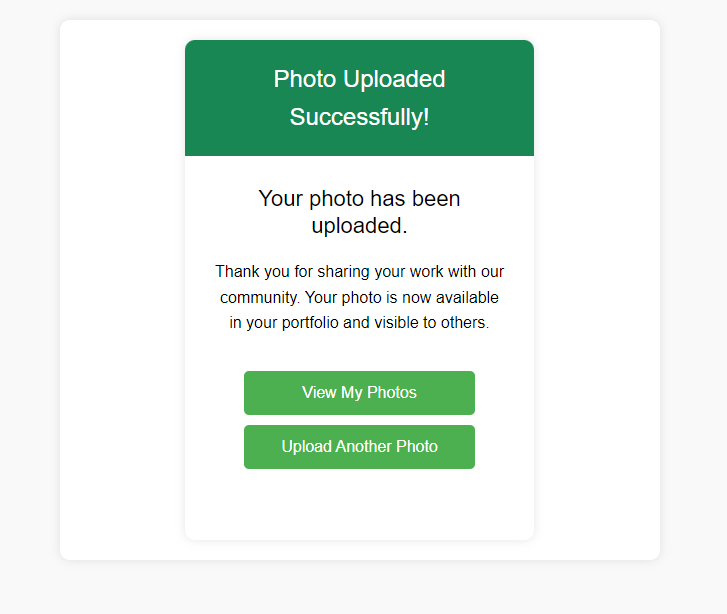 Photo Uploaded
Successfully!
Your photo has been
uploaded.
Thank you for sharing your work with our
community. Your photo is now available
in your portfolio and visible to others.
View My Photos
Upload Another Photo